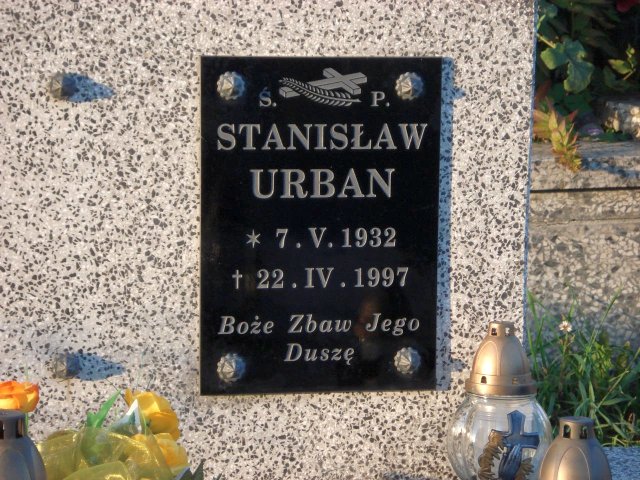 Ś. P.
STANISŁAW
URBAN
✶ 7.V.1932
† 22.IV.1997
Boże Zbaw Jego
Duszę